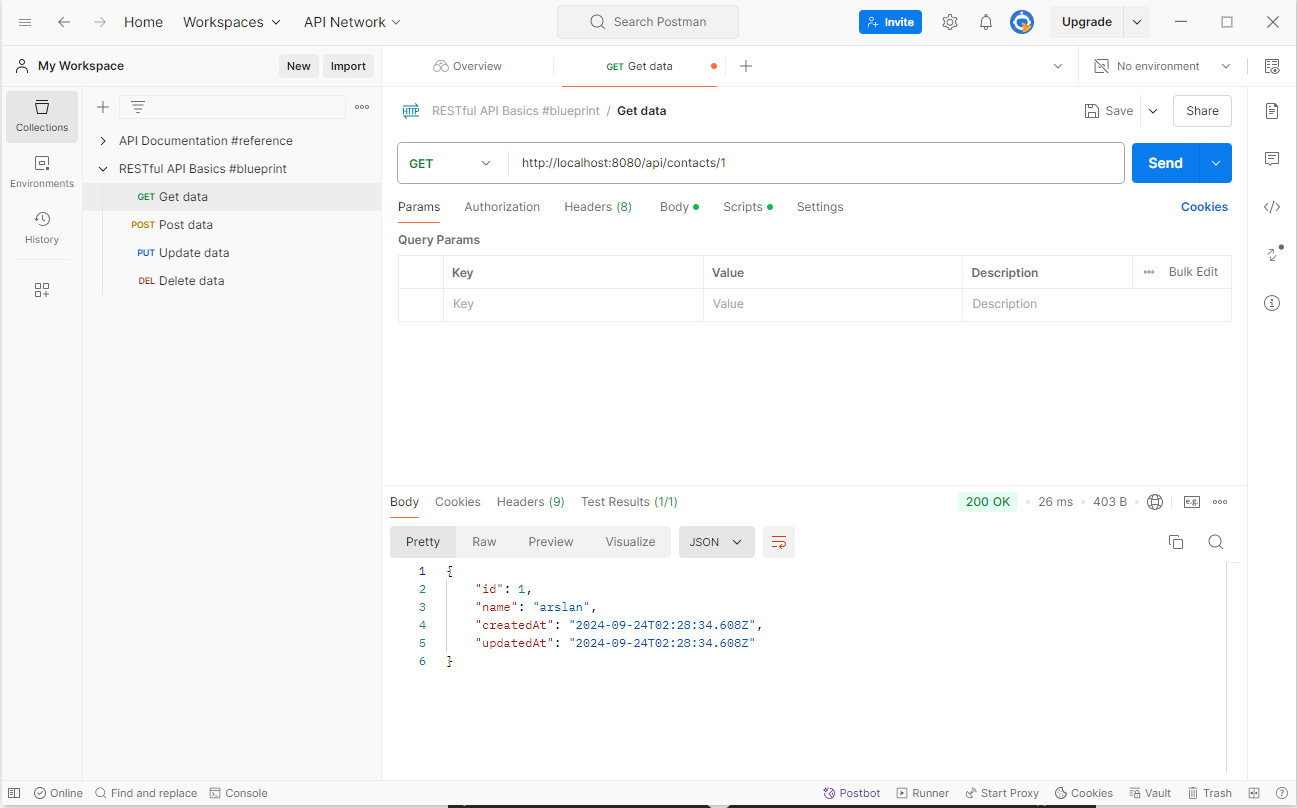 Home Workspaces API Network Search Postman Invite Upgrade
My Workspace New Import Overview GET Get data No environment
Collections
Environments
History
API Documentation #reference
RESTful API Basics #blueprint
GET Get data
POST Post data
PUT Update data
DEL Delete data
HTTP RESTful API Basics #blueprint / Get data Save Share
GET http://localhost:8080/api/contacts/1 Send
Params Authorization Headers (8) Body Scripts Settings Cookies
Query Params
Key Value Description Bulk Edit
Key Value Description
Body Cookies Headers (9) Test Results (1/1) 200 OK 26 ms 403 B e.g.
Pretty Raw Preview Visualize JSON
1 {
2 "id": 1,
3 "name": "arslan",
4 "createdAt": "2024-09-24T02:28:34.608Z",
5 "updatedAt": "2024-09-24T02:28:34.608Z"
6 }
Online Find and replace Console Postbot Runner Start Proxy Cookies Vault Trash